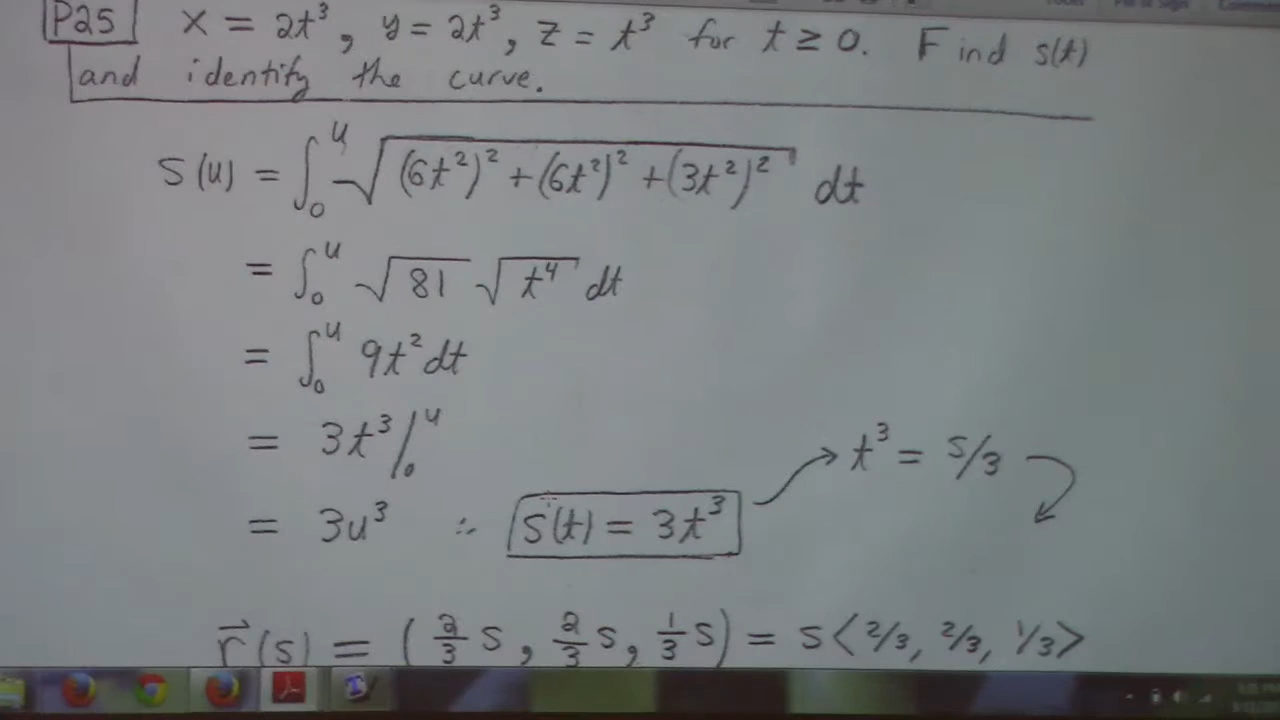 P25 x = 2t³, y = 2t³, z = t³ for t ≥ 0. Find s(t)
and identify the curve.
s(u) = ∫₀ᵘ √((6t²)² + (6t²)² + (3t²)²) dt
= ∫₀ᵘ √81 √t⁴ dt
= ∫₀ᵘ 9t² dt
= 3t³ |₀ᵘ
t³ = s/3
= 3u³ ∴ s(t) = 3t³
r⃗(s) = (2/3 s, 2/3 s, 1/3 s) = s⟨2/3, 2/3, 1/3⟩